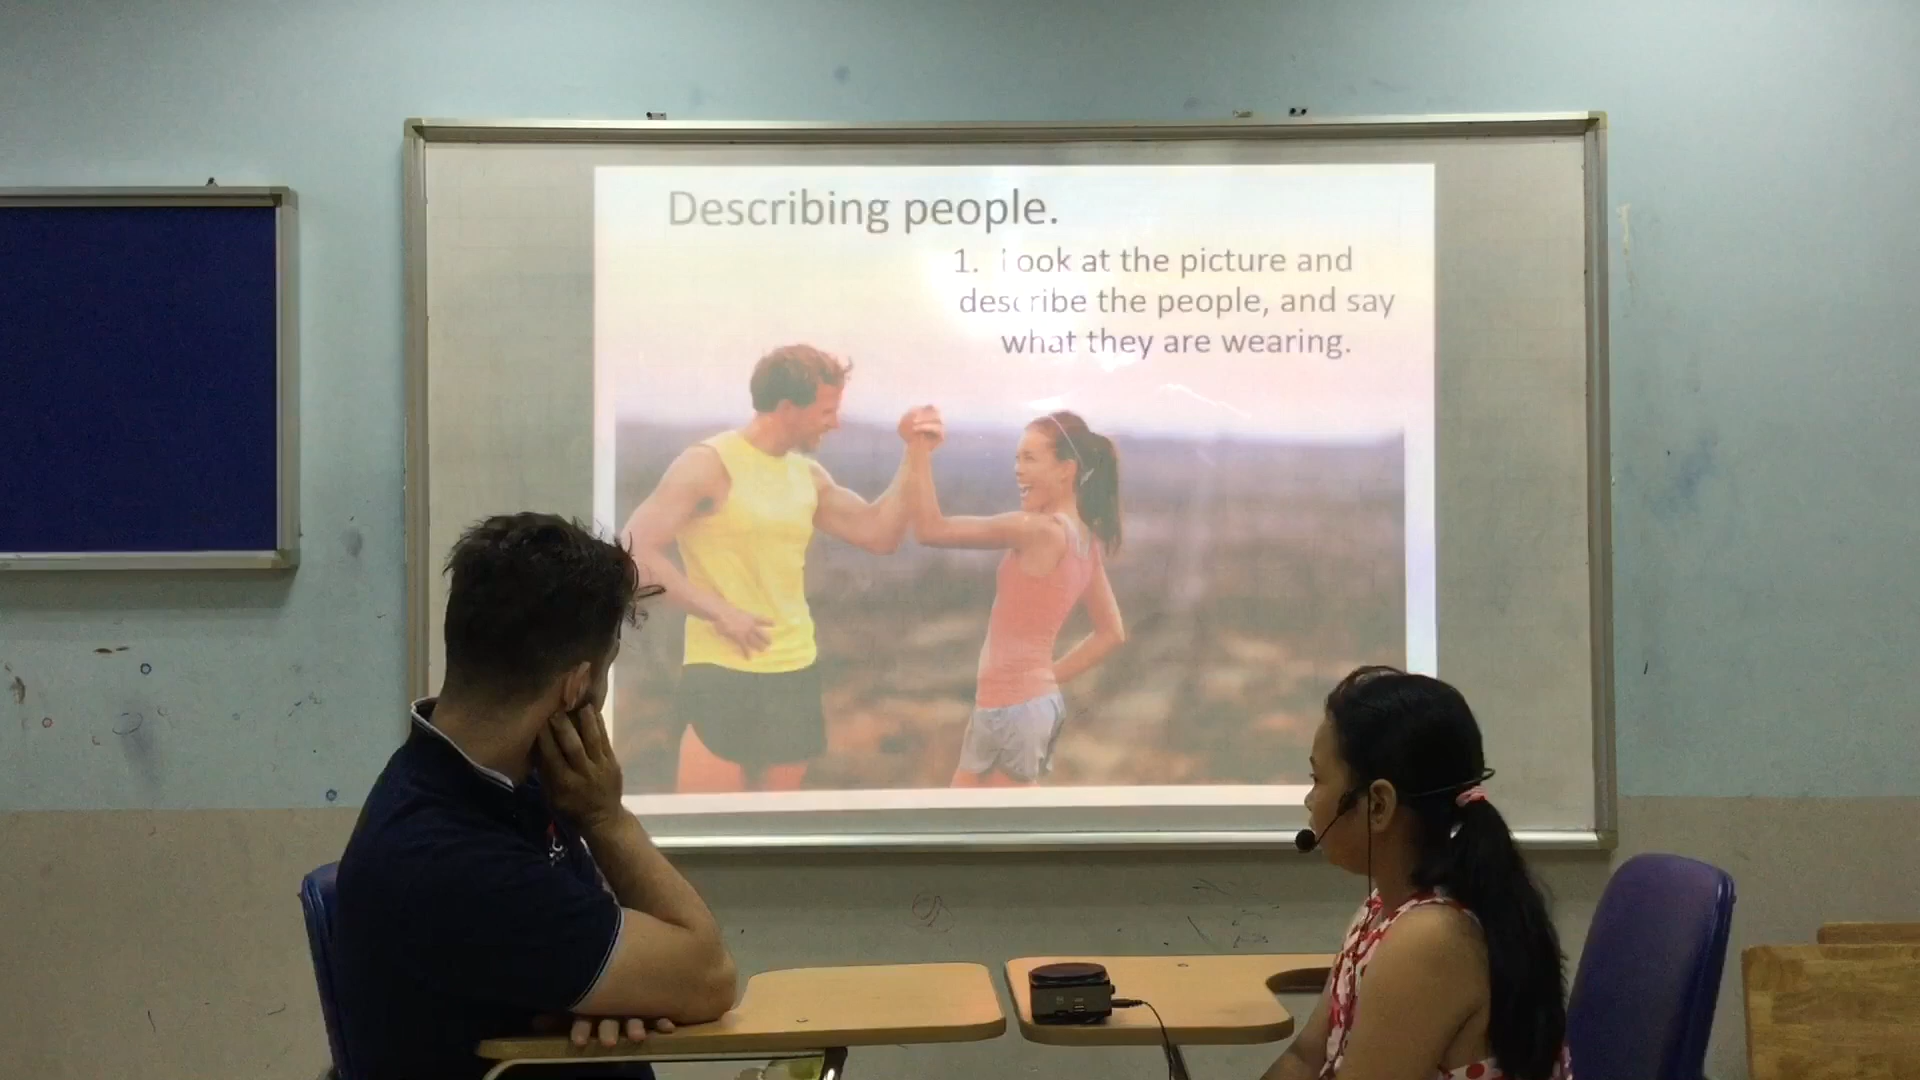 Describing people.
1. Look at the picture and
describe the people, and say
what they are wearing.